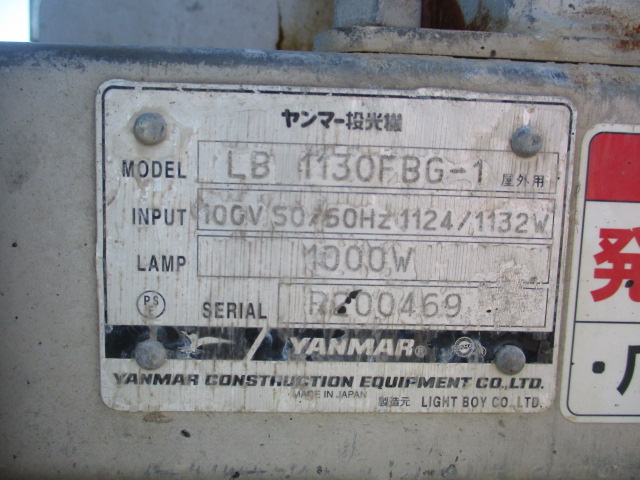 ヤンマー投光機
MODEL LB 1130FBG-1 屋外用
INPUT 100V 50/60Hz 1124/1132W
LAMP 1000W
PS E SERIAL R200469
YANMAR®
YANMAR CONSTRUCTION EQUIPMENT CO.,LTD.
MADE IN JAPAN
製造元 LIGHT BOY CO., LTD.
発